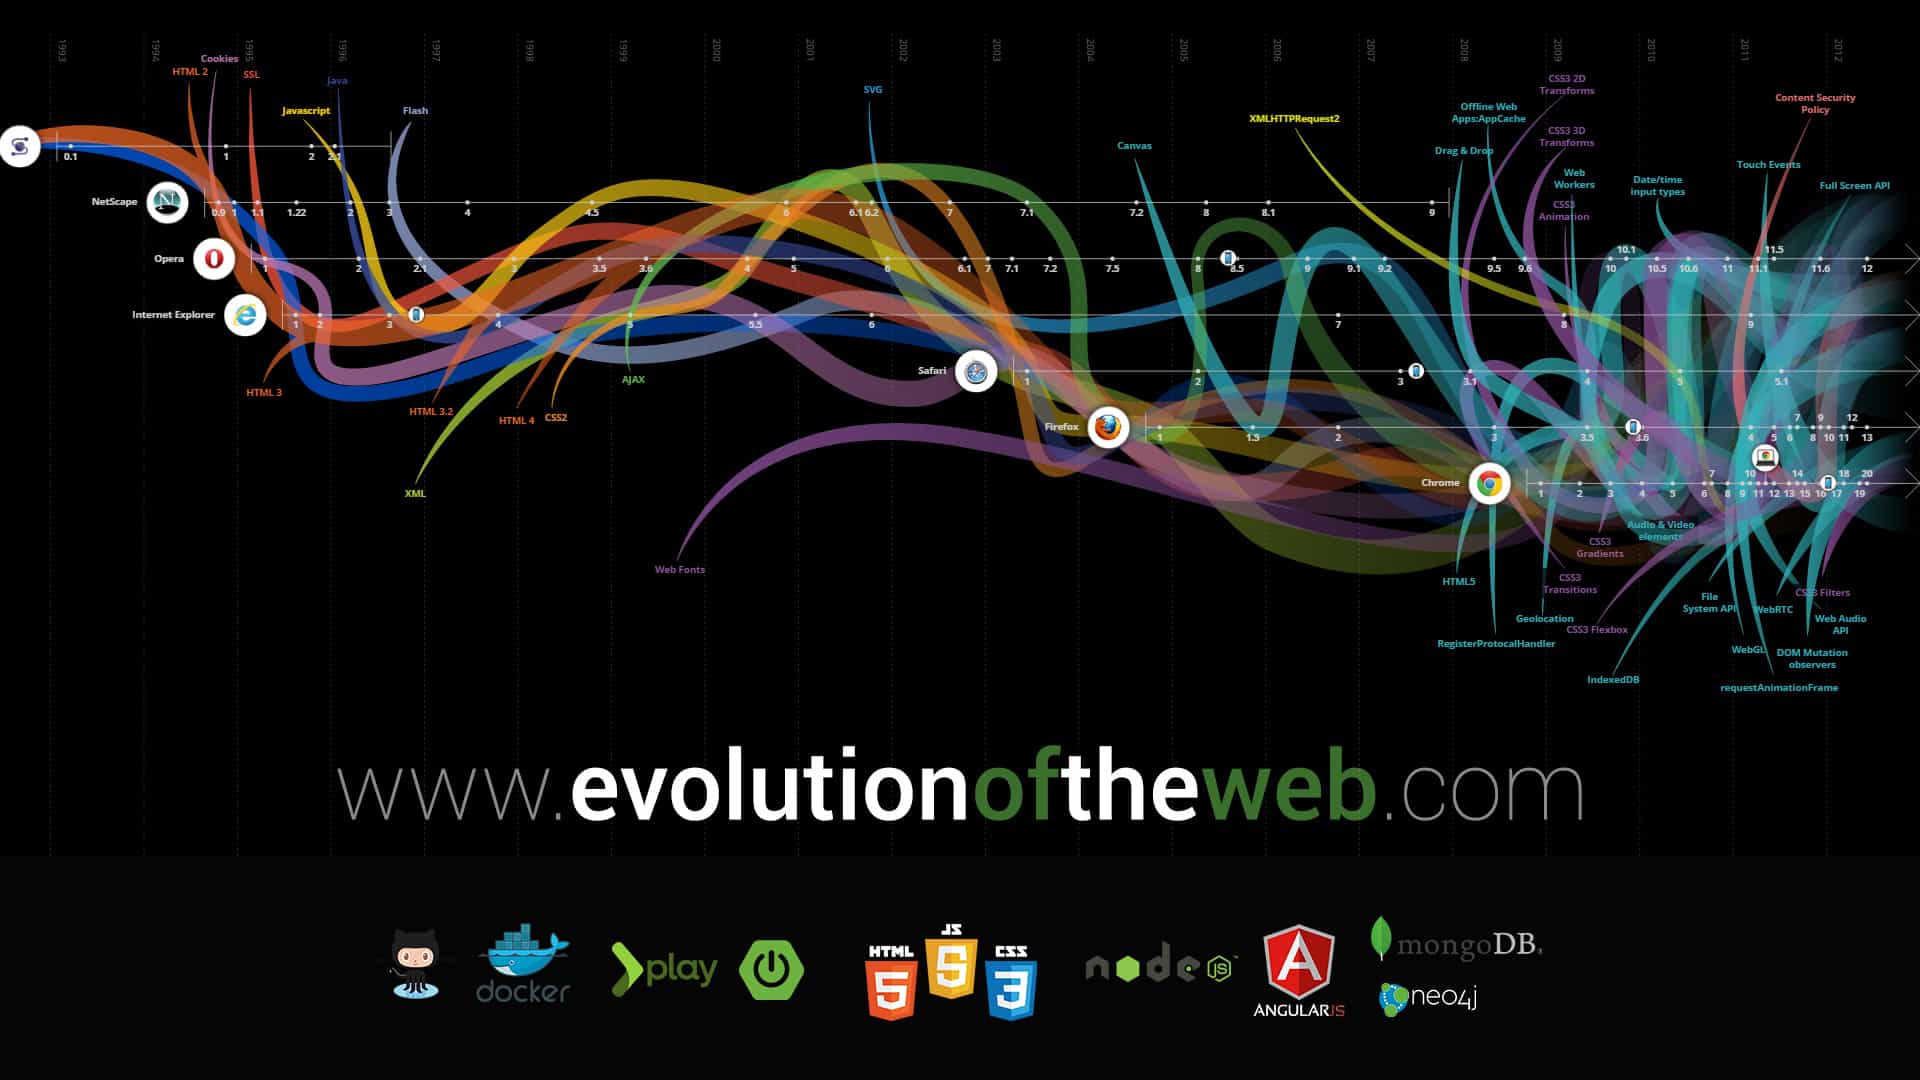 1993 1994 1995 1996 1997 1998 1999 2000 2001 2002 2003 2004 2005 2006 2007 2008 2009 2010 2011 2012
Cookies
HTML 2
SSL
Java
Javascript
Flash
SVG
XMLHTTPRequest2
Canvas
CSS3 2D
Transforms
Offline Web
Apps:AppCache
CSS3 3D
Transforms
Drag & Drop
Web
Workers
CSS3
Animation
Date/time
input types
Content Security
Policy
Touch Events
Full Screen API
0.1 1 2 2.1
NetScape
0.9 1 1.1 1.22 2 3 4 4.5 6 6.1 6.2 7 7.1 7.2 8 8.1 9
10.1 11.5
Opera
1 2 2.1 3 3.5 3.6 4 5 6 6.1 7 7.1 7.2 7.5 8 8.5 9 9.1 9.2 9.5 9.6 10 10.5 10.6 11 11.1 11.6 12
Internet Explorer
1 2 3 4 5 5.5 6 7 8 9
Safari
1 2 3 3.1 4 5 5.1
HTML 3
HTML 3.2
HTML 4
CSS2
AJAX
XML
Web Fonts
7 9 12
Firefox
1 1.5 2 3 3.5 3.6 4 5 6 8 10 11 13
7 10 14 18 20
Chrome
1 2 3 4 5 6 8 9 11 12 13 15 16 17 19
Audio & Video
elements
CSS3
Gradients
HTML5
CSS3
Transitions
Geolocation
CSS3 Flexbox
RegisterProtocalHandler
IndexedDB
File
System API
WebRTC
CSS3 Filters
Web Audio
API
WebGL
DOM Mutation
observers
requestAnimationFrame
www.evolutionoftheweb.com
docker
play
HTML
5
JS
5
CSS
3
node
JS
A
ANGULARJS
mongoDB.
neo4j